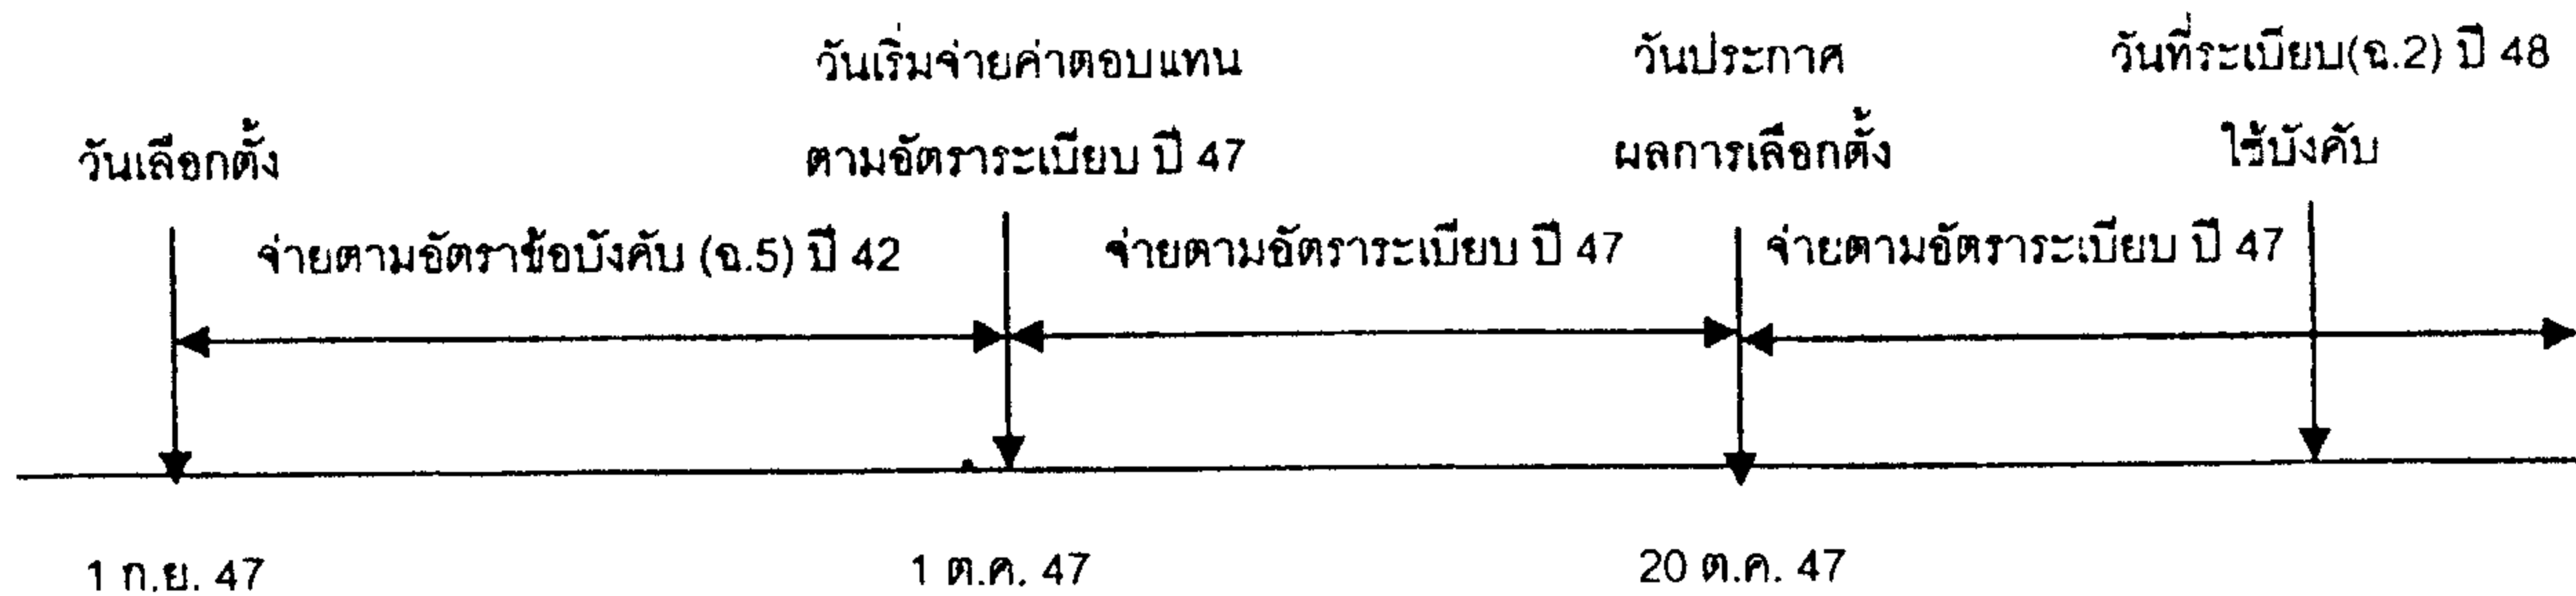 วันเริ่มจ่ายค่าตอบแทน
วันประกาศ
วันที่ระเบียบ(ฉ.2) ปี 48
วันเลือกตั้ง
ตามอัตราระเบียบ ปี 47
ผลการเลือกตั้ง
ใช้บังคับ
จ่ายตามอัตราข้อบังคับ (ฉ.5) ปี 42
จ่ายตามอัตราระเบียบ ปี 47
จ่ายตามอัตราระเบียบ ปี 47
1 ก.ย. 47
1 ต.ค. 47
20 ต.ค. 47